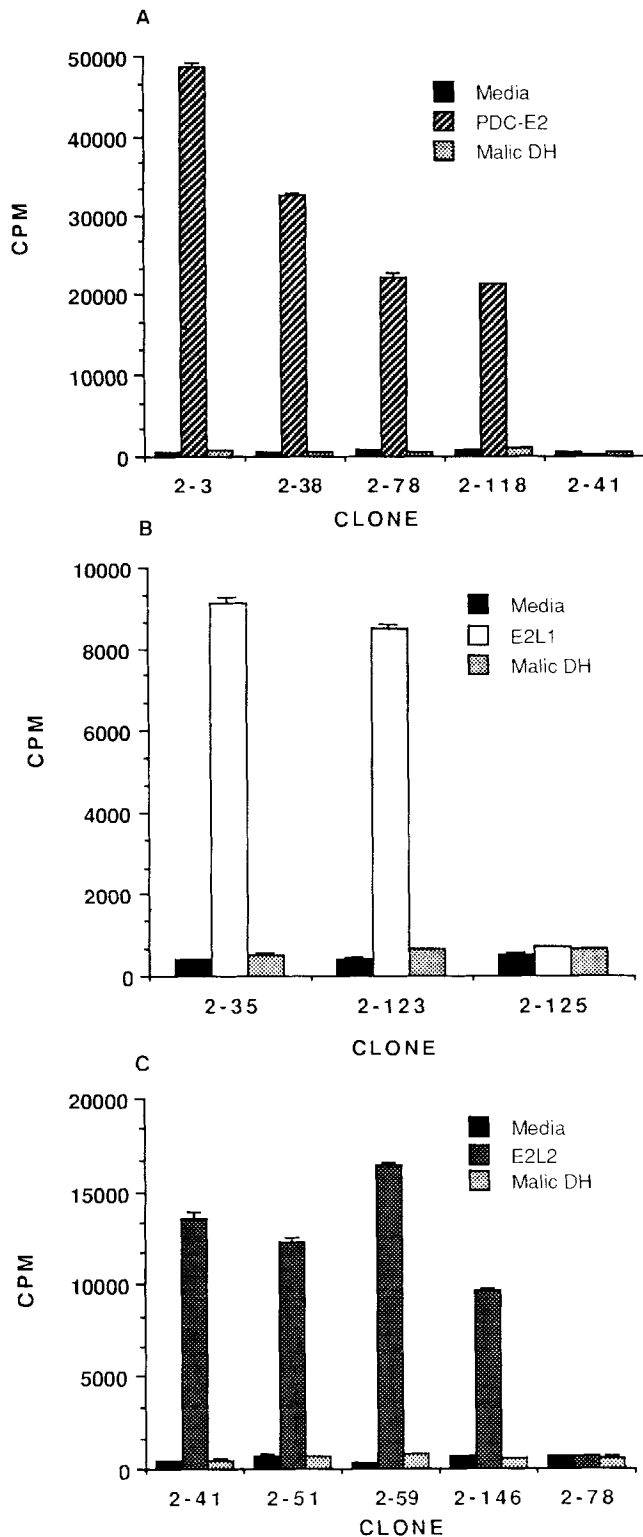 A
50000
40000
30000
20000
10000
0
CPM
Media
PDC-E2
Malic DH
2-3 2-38 2-78 2-118 2-41
CLONE
B
10000
8000
6000
4000
2000
0
CPM
Media
E2L1
Malic DH
2-35 2-123 2-125
CLONE
C
20000
15000
10000
5000
0
CPM
Media
E2L2
Malic DH
2-41 2-51 2-59 2-146 2-78
CLONE